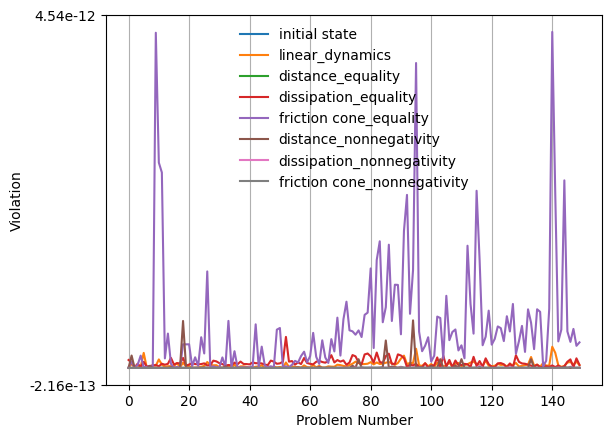 4.54e-12
initial state
linear_dynamics
distance_equality
dissipation_equality
friction cone_equality
distance_nonnegativity
dissipation_nonnegativity
friction cone_nonnegativity
Violation
-2.16e-13
0 20 40 60 80 100 120 140
Problem Number